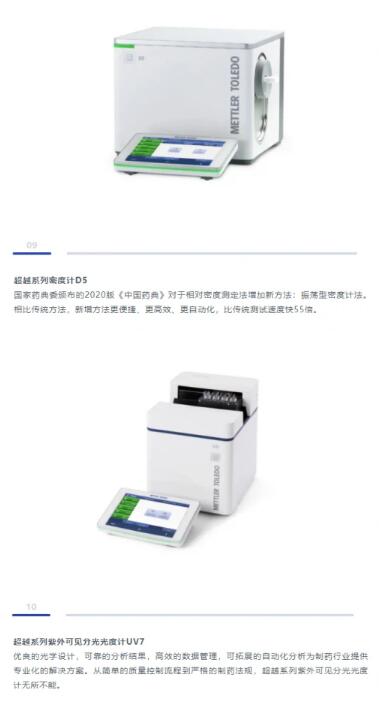 METTLER TOLEDO
09
超越系列密度计D5
国家药典委颁布的2020版《中国药典》对于相对密度测定法增加新方法：振荡型密度计法。
相比传统方法，新增方法更便捷、更高效、更自动化，比传统测试速度快55倍。
METTLER TOLEDO
10
超越系列紫外可见分光光度计UV7
优良的光学设计，可靠的分析结果，高效的数据管理，可拓展的自动化分析为制药行业提供
专业化的解决方案。从简单的质量控制流程到严格的制药法规，超越系列紫外可见分光光度
计无所不能。